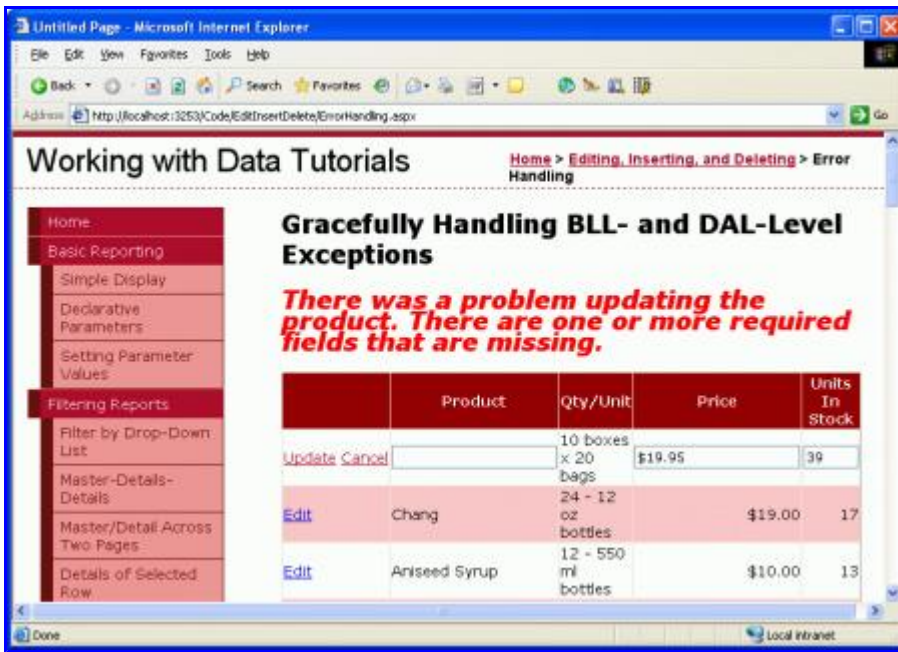 Untitled Page - Microsoft Internet Explorer
File Edit View Favorites Tools Help
Back Search Favorites
Address http://localhost:3253/Code/EditInsertDelete/ErrorHandling.aspx Go
Working with Data Tutorials
Home > Editing, Inserting, and Deleting > Error
Handling
Home
Basic Reporting
Simple Display
Declarative
Parameters
Setting Parameter
Values
Filtering Reports
Filter by Drop-Down
List
Master-Details-
Details
Master/Detail Across
Two Pages
Details of Selected
Row
Gracefully Handling BLL- and DAL-Level
Exceptions
There was a problem updating the
product. There are one or more required
fields that are missing.
Product Qty/Unit Price Units
In
Stock
Update Cancel 10 boxes
x 20
bags $19.95 39
Edit Chang 24 - 12
oz
bottles $19.00 17
Edit Aniseed Syrup 12 - 550
ml
bottles $10.00 13
Done Local intranet